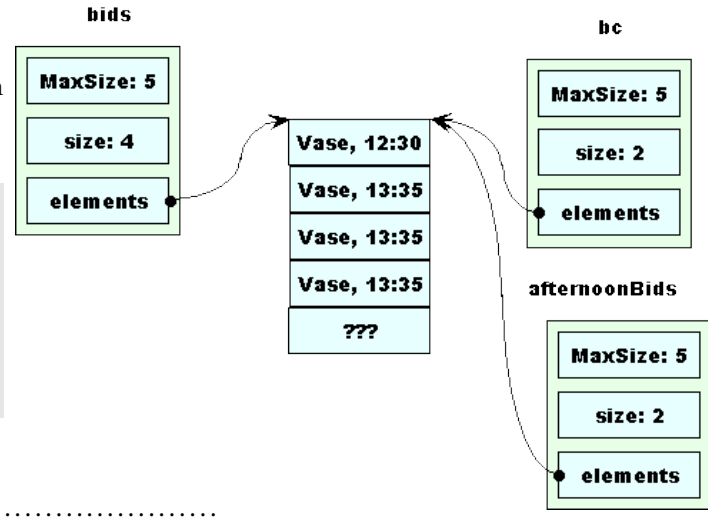 bids
MaxSize: 5
size: 4
elements
Vase, 12:30
Vase, 13:35
Vase, 13:35
Vase, 13:35
???
bc
MaxSize: 5
size: 2
elements
afternoonBids
MaxSize: 5
size: 2
elements
.....................